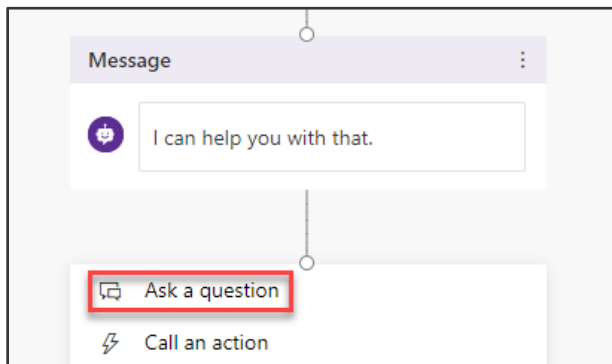 Message
I can help you with that.
Ask a question
Call an action